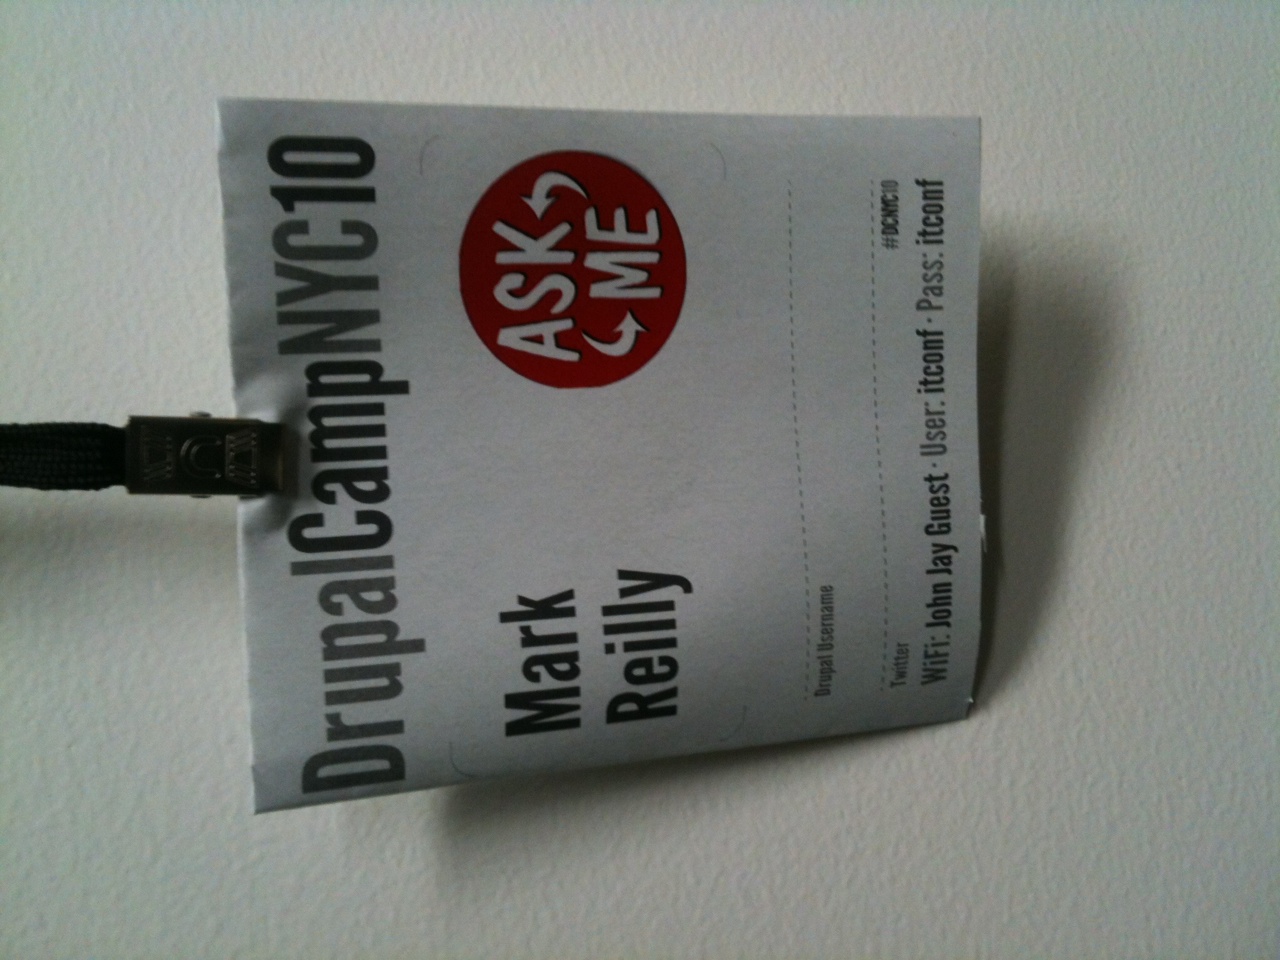 DrupalCampNYC10
Mark
Reilly
ASK
ME
Drupal Username
Twitter
#DCNYC10
WiFi: John Jay Guest · User: itconf · Pass: itconf